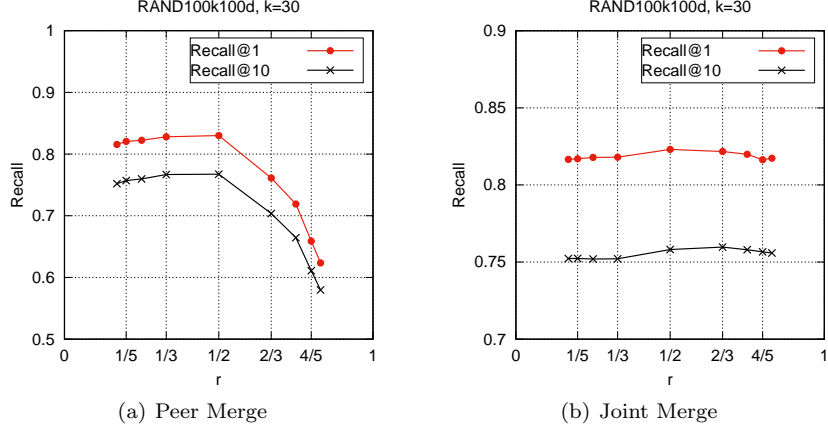 RAND100k100d, k=30
Recall@1
Recall@10
1
0.9
0.8
0.7
0.6
0.5
Recall
0 1/5 1/3 1/2 2/3 4/5 1
r
(a) Peer Merge
RAND100k100d, k=30
Recall@1
Recall@10
0.9
0.85
0.8
0.75
0.7
Recall
0 1/5 1/3 1/2 2/3 4/5 1
r
(b) Joint Merge